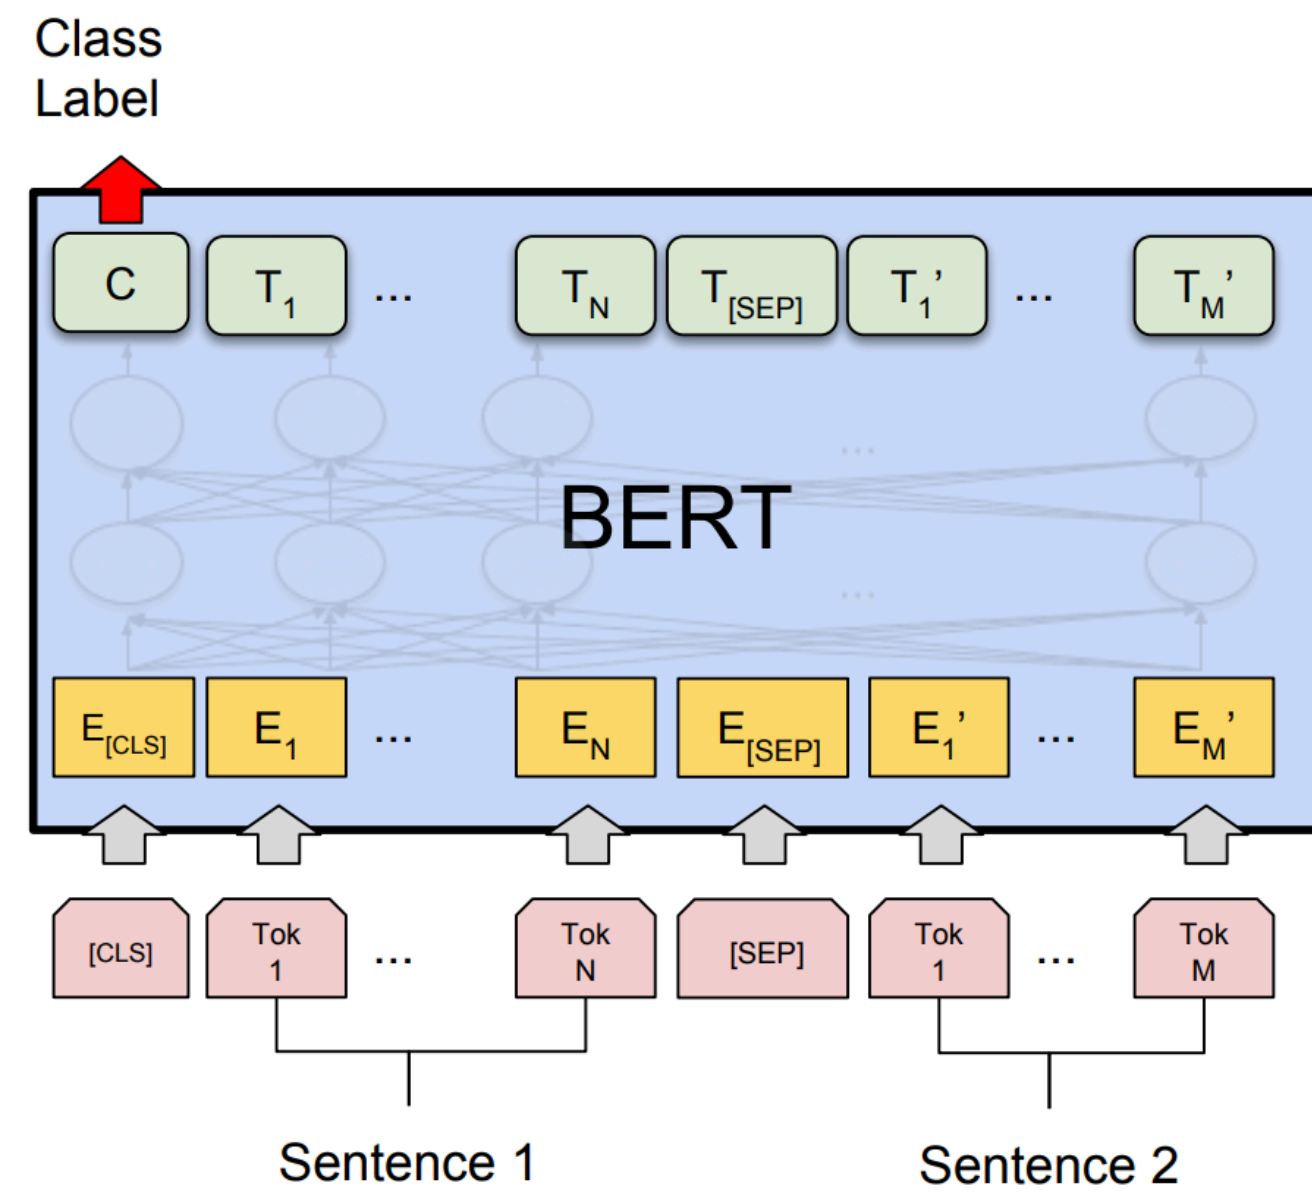 Class
Label
C T1 ... TN T[SEP] T1’ ... TM’
...
BERT
...
E[CLS] E1 ... EN E[SEP] E1’ ... EM’
[CLS] Tok 1 ... Tok N [SEP] Tok 1 ... Tok M
Sentence 1 Sentence 2